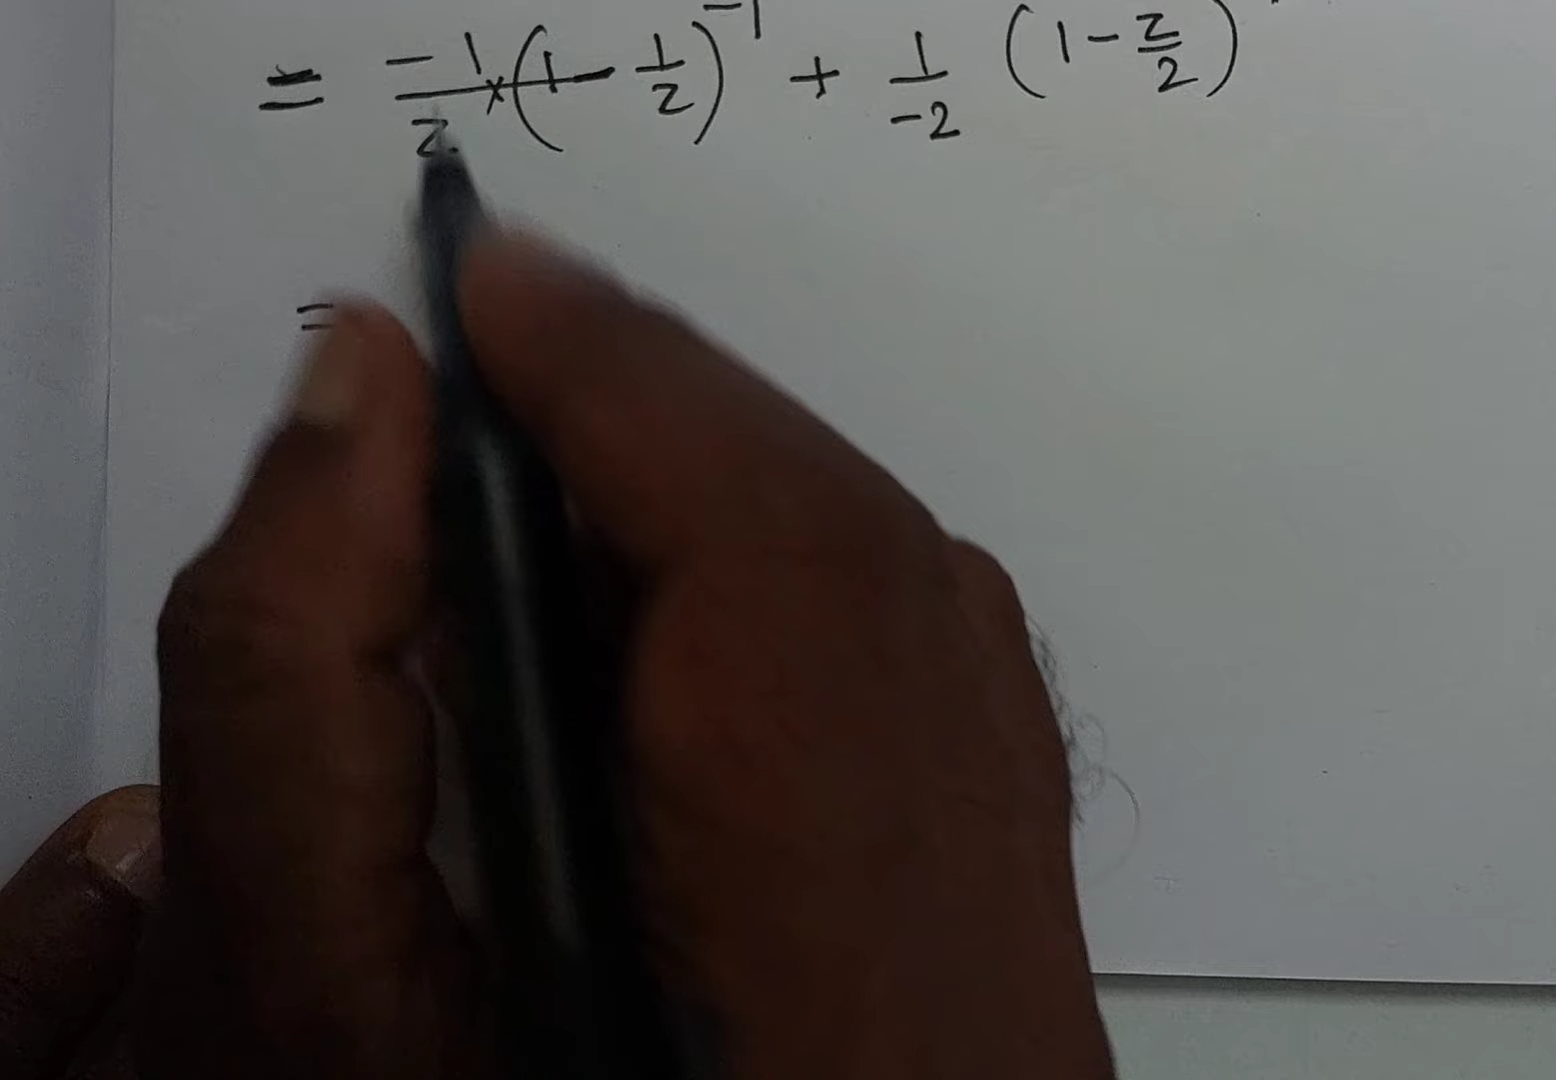 = -1/z × (1 - 1/z)^-1 + 1/-2 (1 - z/2)
=